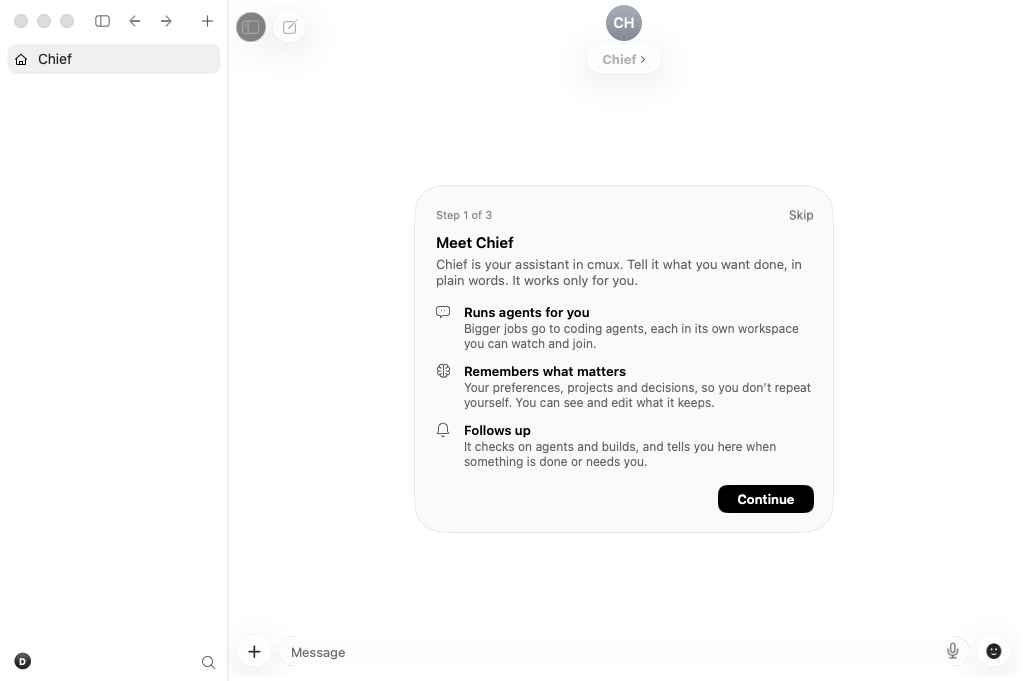 CH
Chief
Chief
Step 1 of 3
Skip
Meet Chief
Chief is your assistant in cmux. Tell it what you want done, in
plain words. It works only for you.
Runs agents for you
Bigger jobs go to coding agents, each in its own workspace
you can watch and join.
Remembers what matters
Your preferences, projects and decisions, so you don’t repeat
yourself. You can see and edit what it keeps.
Follows up
It checks on agents and builds, and tells you here when
something is done or needs you.
Continue
Message
D